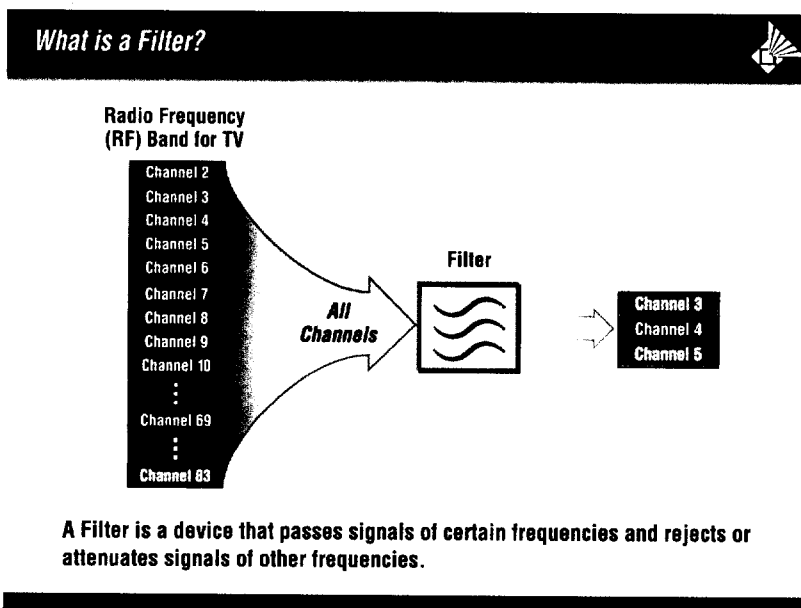 What is a Filter?
Radio Frequency
(RF) Band for TV
Channel 2
Channel 3
Channel 4
Channel 5
Channel 6
Channel 7
Channel 8
Channel 9
Channel 10
Channel 69
Channel 83
All
Channels
Filter
Channel 3
Channel 4
Channel 5
A Filter is a device that passes signals of certain frequencies and rejects or
attenuates signals of other frequencies.